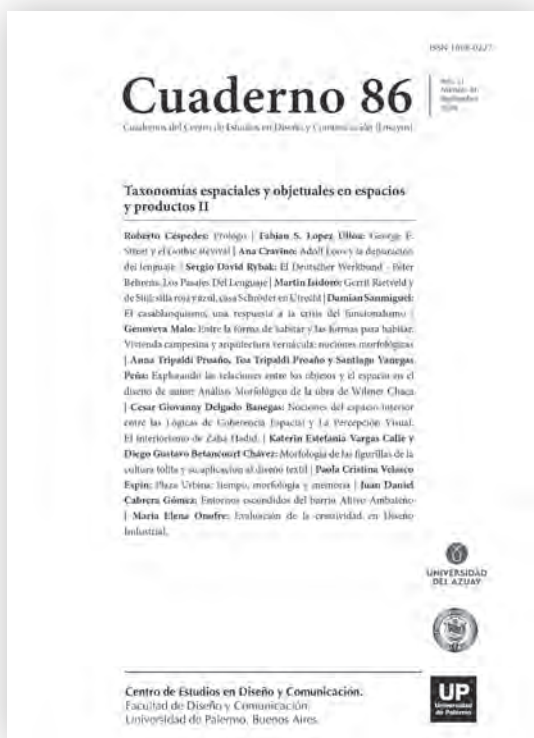 ISSN 1668-0227
Cuaderno 86
Cuadernos del Centro de Estudios en Diseño y Comunicación [Ensayos]
Taxonomías espaciales y objetuales en espacios
y productos II
Roberto Céspedes: Prólogo | Fabian S. Lopez Ulloa: George E.
Street y el Gothic Revival | Ana Cravino: Adolf Loos y la depuración
del lenguaje | Sergio David Rybak: El Deutscher Werkbund - Peter
Behrens. Los Pasajes Del Lenguaje | Martín Isidoro: Gerrit Rietveld y
de Stijl: silla roja y azul, casa Schröder en Utrecht | Damian Sanmiguel:
El casablanquismo, una respuesta a la crisis del funcionalismo |
Genoveva Malo: Entre la forma de habitar y las formas para habitar.
Vivienda campesina y arquitectura vernácula: nociones morfológicas
| Anna Tripaldi Proaño, Toa Tripaldi Proaño y Santiago Vanegas
Peña: Explorando las relaciones entre los objetos y el espacio en el
diseño de autor: Análisis Morfológico de la obra de Wilmer Chaca
| Cesar Giovanny Delgado Banegas: Nociones del espacio interior
entre las Lógicas de Coherencia Espacial y La Percepción Visual.
El interiorismo de Zaha Hadid. | Katerin Estefanía Vargas Calle y
Diego Gustavo Betancourt Chávez: Morfología de las figurillas de la
cultura tolita y su aplicación al diseño textil | Paola Cristina Velasco
Espín: Plaza Urbina: tiempo, morfología y memoria | Juan Daniel
Cabrera Gómez: Entornos escondidos del barrio Altivo Ambateño
| María Elena Onofre: Evaluación de la creatividad en Diseño
Industrial.
UNIVERSIDAD
DEL AZUAY
Centro de Estudios en Diseño y Comunicación.
Facultad de Diseño y Comunicación.
Universidad de Palermo. Buenos Aires.
UP
Universidad
de Palermo